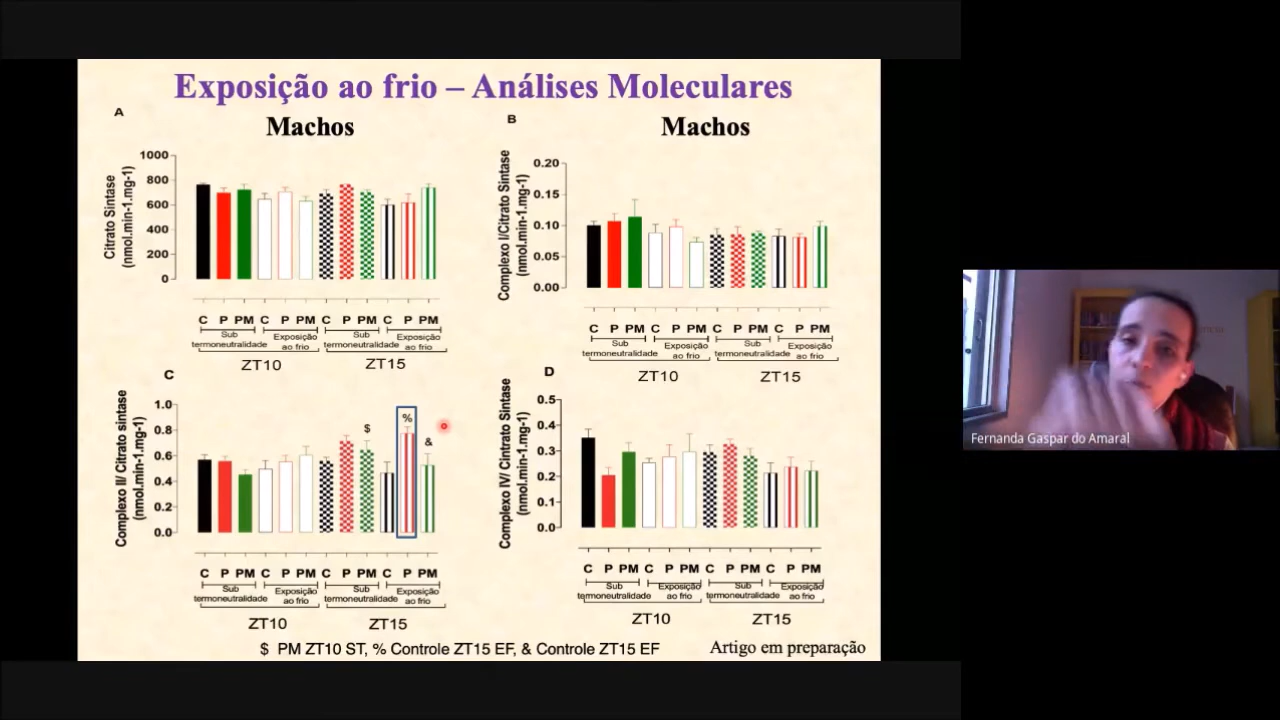 Exposição ao frio – Análises Moleculares
A
Machos
Citrato Sintase
(nmol.min-1.mg-1)
1000
800
600
400
200
0
C P PM C P PM C P PM C P PM
Sub termoneutralidade
Exposição ao frio
Sub termoneutralidade
Exposição ao frio
ZT10
ZT15
B
Machos
Complexo I/Citrato Sintase
(nmol.min-1.mg-1)
0.20
0.15
0.10
0.05
0.00
C P PM C P PM C P PM C P PM
Sub termoneutralidade
Exposição ao frio
Sub termoneutralidade
Exposição ao frio
ZT10
ZT15
C
Complexo II/ Citrato sintase
(nmol.min-1.mg-1)
1.0
0.8
0.6
0.4
0.2
0.0
$
%
&
C P PM C P PM C P PM C P PM
Sub termoneutralidade
Exposição ao frio
Sub termoneutralidade
Exposição ao frio
ZT10
ZT15
D
Complexo IV/ Cintrato Sintase
(nmol.min-1.mg-1)
0.5
0.4
0.3
0.2
0.1
0.0
C P PM C P PM C P PM C P PM
Sub termoneutralidade
Exposição ao frio
Sub termoneutralidade
Exposição ao frio
ZT10
ZT15
$ PM ZT10 ST, % Controle ZT15 EF, & Controle ZT15 EF
Artigo em preparação
Fernanda Gaspar do Amaral